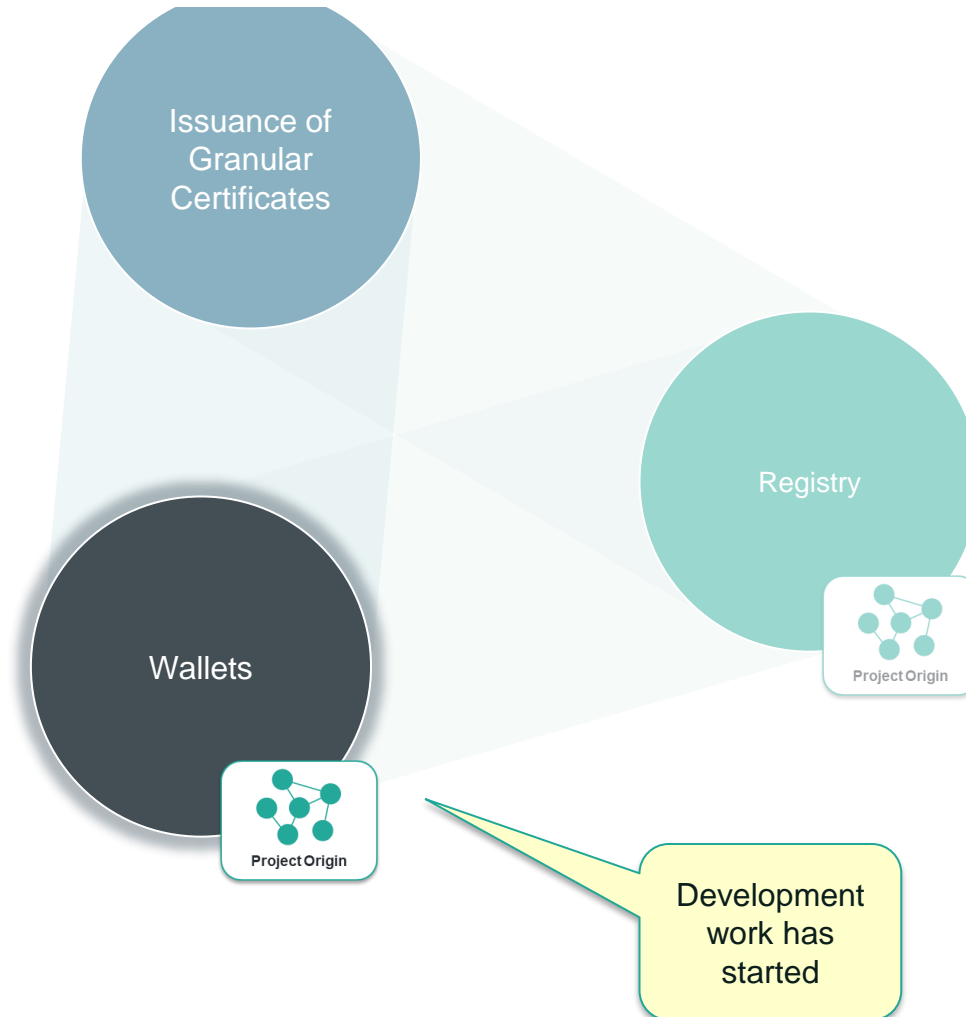 Issuance of
Granular
Certificates
Registry
Project Origin
Wallets
Project Origin
Development
work has
started